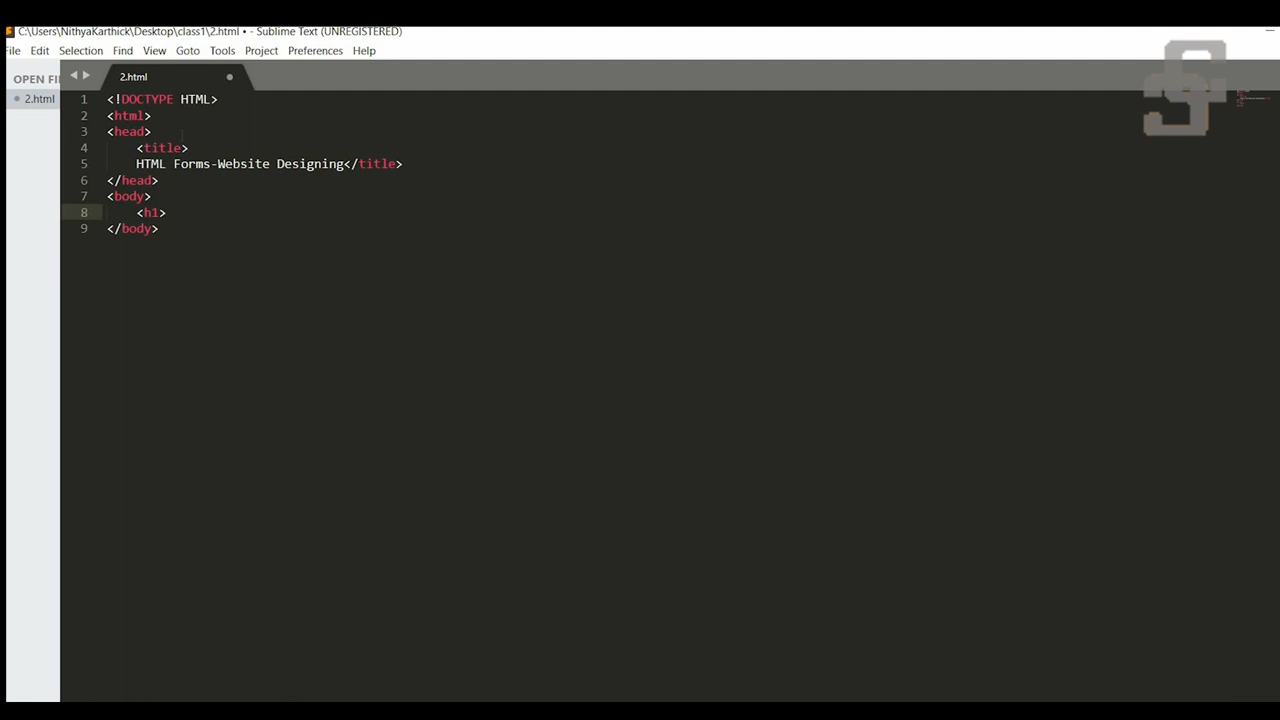 C:\Users\NithyaKarthick\Desktop\class1\2.html • - Sublime Text (UNREGISTERED)
File Edit Selection Find View Goto Tools Project Preferences Help
OPEN FI
2.html
2.html
1 <!DOCTYPE HTML>
2 <html>
3 <head>
4 <title>
5 HTML Forms-Website Designing</title>
6 </head>
7 <body>
8 <h1>
9 </body>